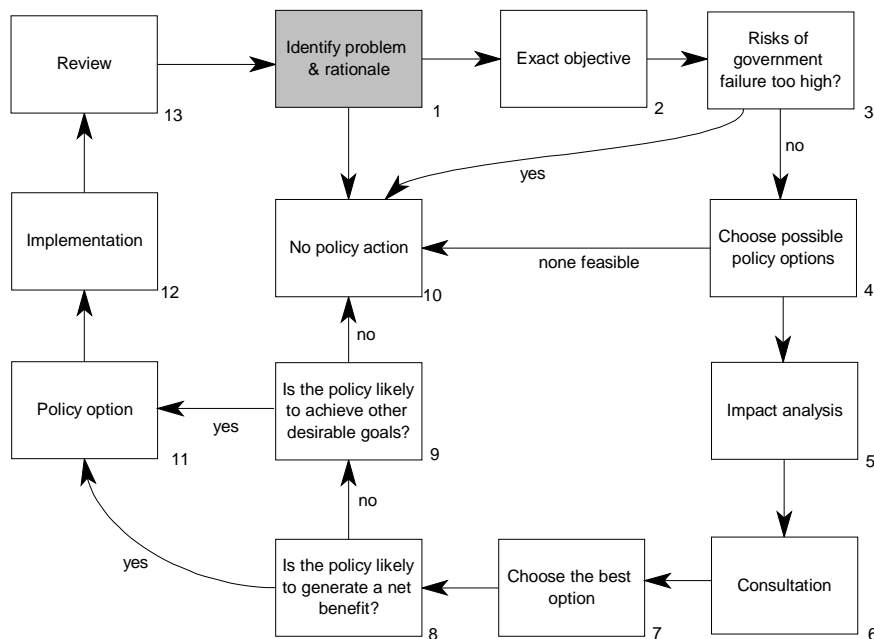 Review
13
Identify problem
& rationale
1
Exact objective
2
Risks of
government
failure too high?
3
yes
no
No policy action
10
none feasible
Choose possible
policy options
4
Implementation
12
no
Policy option
11
yes
Is the policy likely
to achieve other
desirable goals?
9
Impact analysis
5
no
yes
Is the policy likely
to generate a net
benefit?
8
Choose the best
option
7
Consultation
6